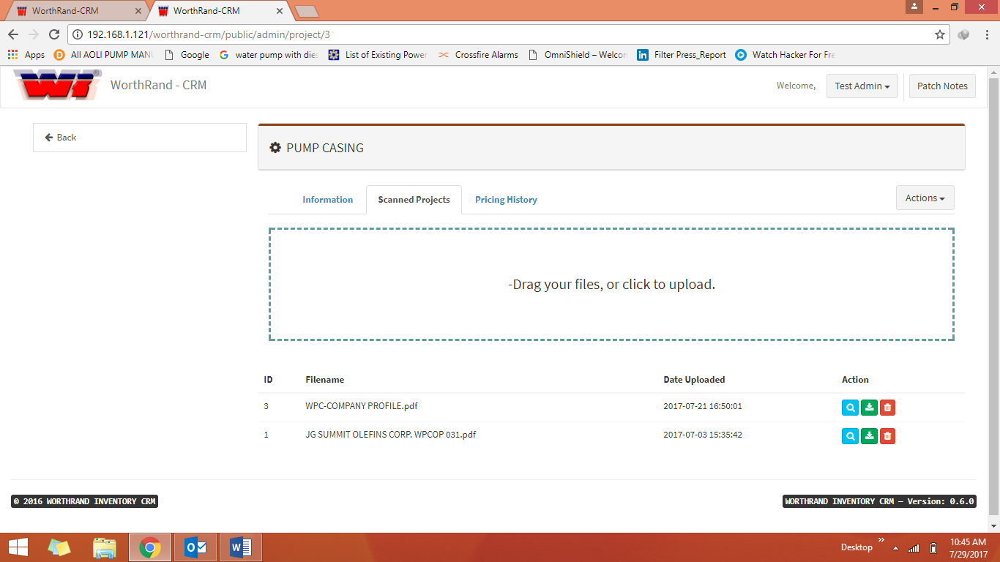 WorthRand-CRM
WorthRand-CRM
192.168.1.121/worthrand-crm/public/admin/project/3
Apps All AOLI PUMP MANU Google water pump with dies List of Existing Power Crossfire Alarms OmniShield – Welcon Filter Press_Report Watch Hacker For Fre
WorthRand - CRM
Welcome, Test Admin Patch Notes
Back
PUMP CASING
Information Scanned Projects Pricing History Actions
-Drag your files, or click to upload.
ID Filename Date Uploaded Action
3 WPC-COMPANY PROFILE.pdf 2017-07-21 16:50:01
1 JG SUMMIT OLEFINS CORP. WPCOP 031.pdf 2017-07-03 15:35:42
© 2016 WORTHRAND INVENTORY CRM WORTHRAND INVENTORY CRM — Version: 0.6.0
Desktop 10:45 AM
7/29/2017